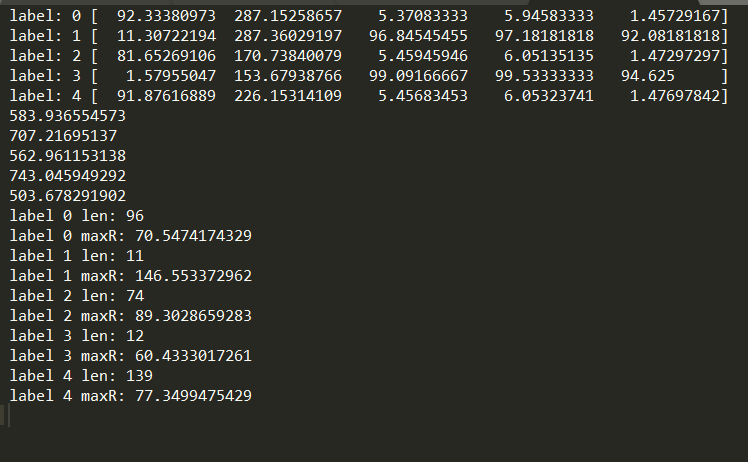 label: 0 [  92.33380973  287.15258657    5.37083333    5.94583333    1.45729167]
label: 1 [  11.30722194  287.36029197   96.84545455   97.18181818   92.08181818]
label: 2 [  81.65269106  170.73840079    5.45945946    6.05135135    1.47297297]
label: 3 [   1.57955047  153.67938766   99.09166667   99.53333333   94.625     ]
label: 4 [  91.87616889  226.15314109    5.45683453    6.05323741    1.47697842]
583.936554573
707.21695137
562.961153138
743.045949292
503.678291902
label 0 len: 96
label 0 maxR: 70.5474174329
label 1 len: 11
label 1 maxR: 146.553372962
label 2 len: 74
label 2 maxR: 89.3028659283
label 3 len: 12
label 3 maxR: 60.4333017261
label 4 len: 139
label 4 maxR: 77.3499475429